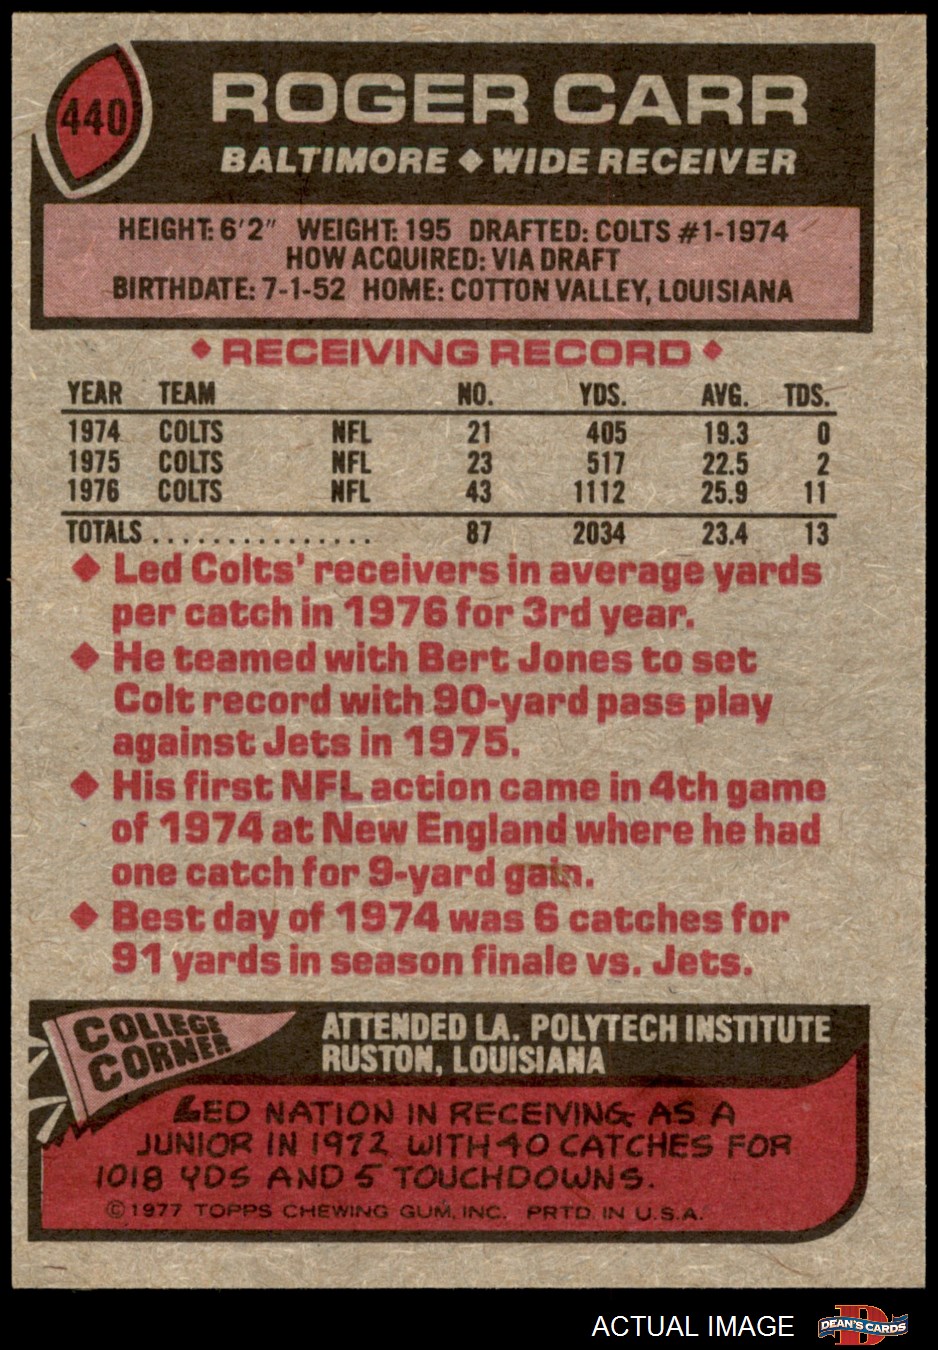 440
ROGER CARR
BALTIMORE ◆ WIDE RECEIVER
HEIGHT: 6'2" WEIGHT: 195 DRAFTED: COLTS #1-1974
HOW ACQUIRED: VIA DRAFT
BIRTHDATE: 7-1-52 HOME: COTTON VALLEY, LOUISIANA
◆ RECEIVING RECORD ◆
YEAR TEAM NO. YDS. AVG. TDS.
1974 COLTS NFL 21 405 19.3 0
1975 COLTS NFL 23 517 22.5 2
1976 COLTS NFL 43 1112 25.9 11
TOTALS ............... 87 2034 23.4 13
◆ Led Colts' receivers in average yards
per catch in 1976 for 3rd year.
◆ He teamed with Bert Jones to set
Colt record with 90-yard pass play
against Jets in 1975.
◆ His first NFL action came in 4th game
of 1974 at New England where he had
one catch for 9-yard gain.
◆ Best day of 1974 was 6 catches for
91 yards in season finale vs. Jets.
COLLEGE
CORNER
ATTENDED LA. POLYTECH INSTITUTE
RUSTON, LOUISIANA
LED NATION IN RECEIVING AS A
JUNIOR IN 1972 WITH 40 CATCHES FOR
1018 YDS AND 5 TOUCHDOWNS.
© 1977 TOPPS CHEWING GUM, INC. PRTD. IN U.S.A.
ACTUAL IMAGE
D
DEAN'S CARDS